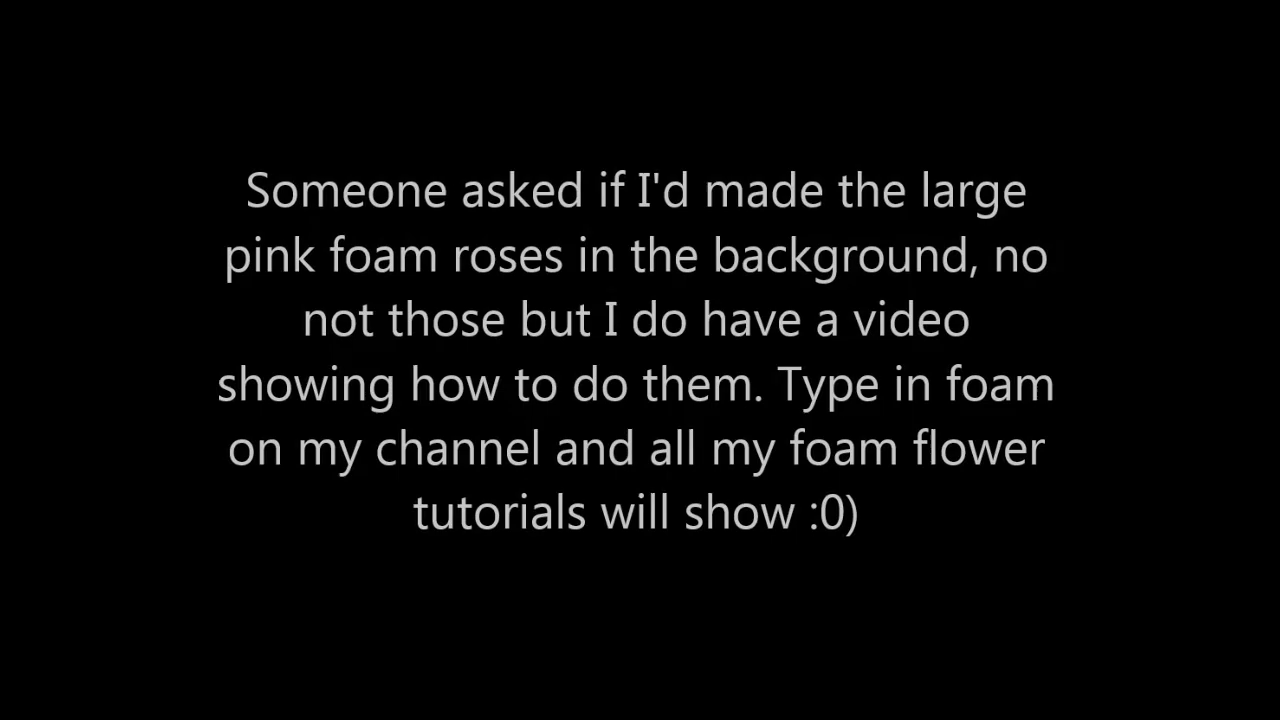 Someone asked if I'd made the large
pink foam roses in the background, no
not those but I do have a video
showing how to do them. Type in foam
on my channel and all my foam flower
tutorials will show :0)